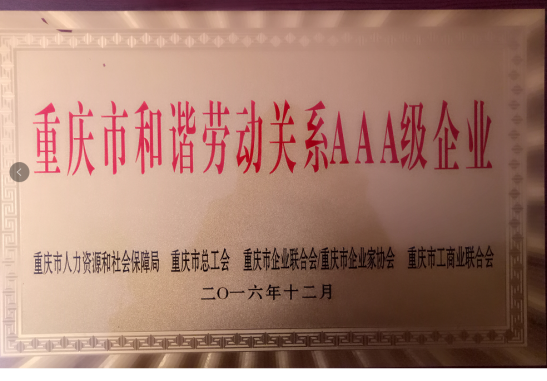 重庆市和谐劳动关系AAA级企业
重庆市人力资源和社会保障局 重庆市总工会 重庆市企业联合会/重庆市企业家协会 重庆市工商业联合会
二〇一六年十二月